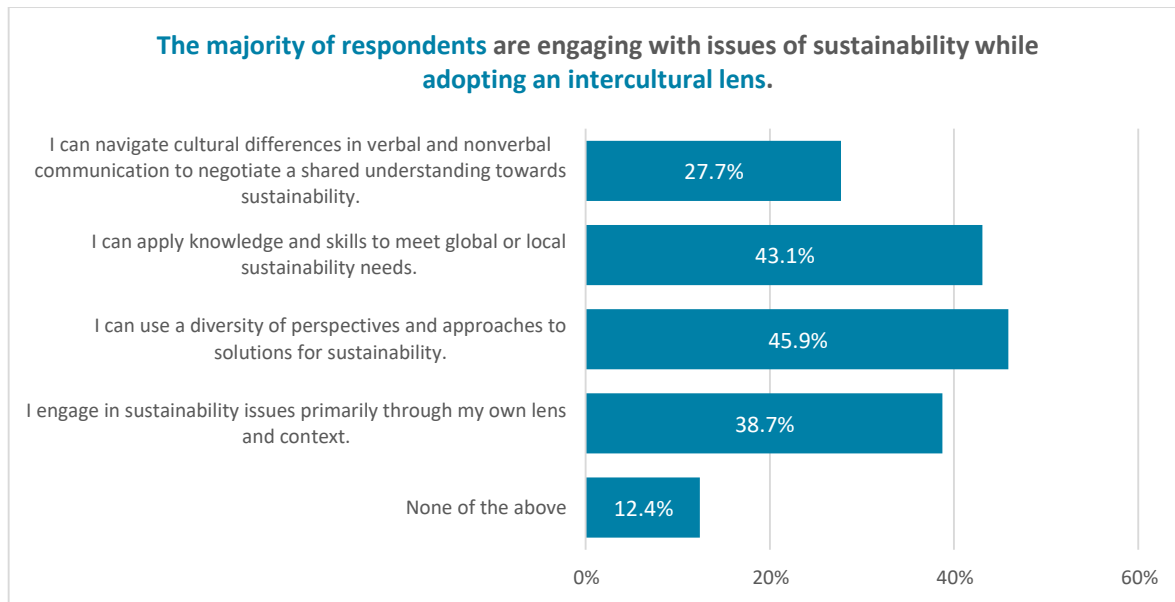 The majority of respondents are engaging with issues of sustainability while
adopting an intercultural lens.
I can navigate cultural differences in verbal and nonverbal
communication to negotiate a shared understanding towards
sustainability.
27.7%
I can apply knowledge and skills to meet global or local
sustainability needs.
43.1%
I can use a diversity of perspectives and approaches to
solutions for sustainability.
45.9%
I engage in sustainability issues primarily through my own lens
and context.
38.7%
None of the above
12.4%
0% 20% 40% 60%